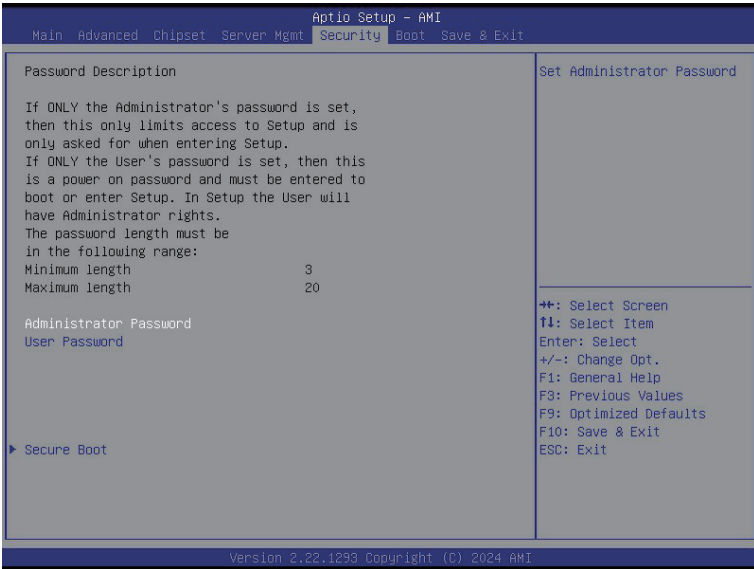 Aptio Setup – AMI
Main Advanced Chipset Server Mgmt Security Boot Save & Exit
Password Description
If ONLY the Administrator's password is set,
then this only limits access to Setup and is
only asked for when entering Setup.
If ONLY the User's password is set, then this
is a power on password and must be entered to
boot or enter Setup. In Setup the User will
have Administrator rights.
The password length must be
in the following range:
Minimum length 3
Maximum length 20
Administrator Password
User Password
▶ Secure Boot
Set Administrator Password
→←: Select Screen
↑↓: Select Item
Enter: Select
+/-: Change Opt.
F1: General Help
F3: Previous Values
F9: Optimized Defaults
F10: Save & Exit
ESC: Exit
Version 2.22.1293 Copyright (C) 2024 AMI